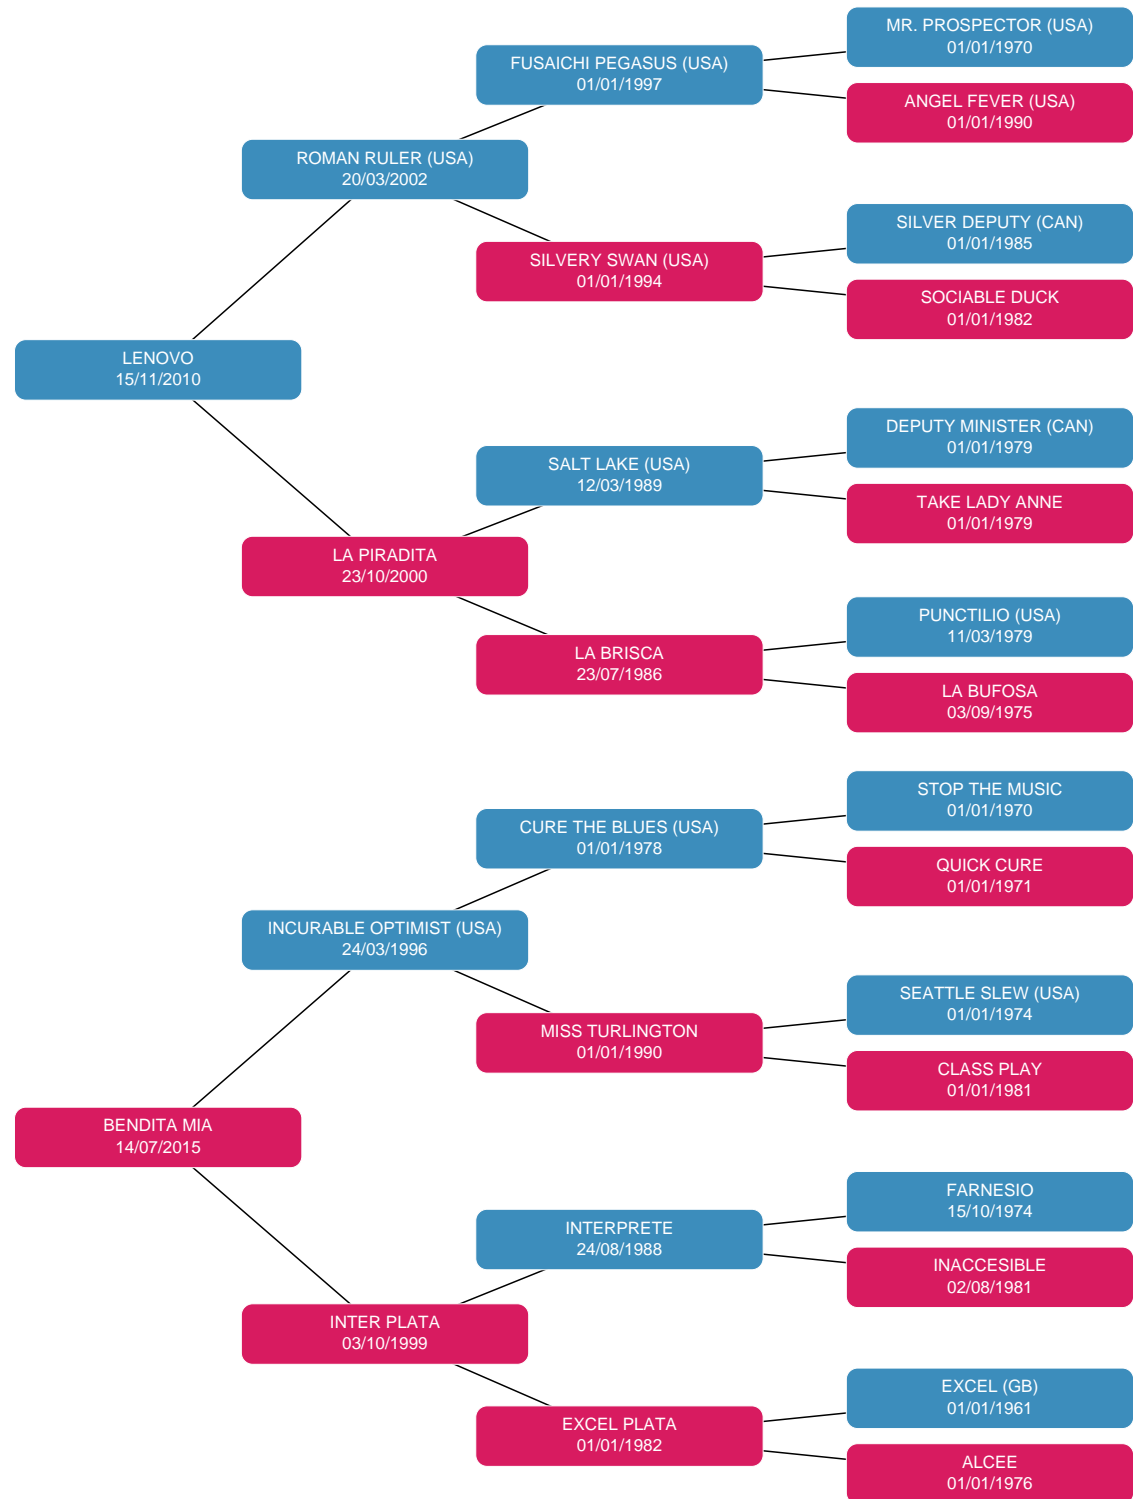 MR. PROSPECTOR (USA)
01/01/1970
FUSAICHI PEGASUS (USA)
01/01/1997
ANGEL FEVER (USA)
01/01/1990
ROMAN RULER (USA)
20/03/2002
SILVER DEPUTY (CAN)
01/01/1985
SILVERY SWAN (USA)
01/01/1994
SOCIABLE DUCK
01/01/1982
LENOVO
15/11/2010
DEPUTY MINISTER (CAN)
01/01/1979
SALT LAKE (USA)
12/03/1989
TAKE LADY ANNE
01/01/1979
LA PIRADITA
23/10/2000
PUNCTILIO (USA)
11/03/1979
LA BRISCA
23/07/1986
LA BUFOSA
03/09/1975
STOP THE MUSIC
01/01/1970
CURE THE BLUES (USA)
01/01/1978
QUICK CURE
01/01/1971
INCURABLE OPTIMIST (USA)
24/03/1996
SEATTLE SLEW (USA)
01/01/1974
MISS TURLINGTON
01/01/1990
CLASS PLAY
01/01/1981
BENDITA MIA
14/07/2015
FARNESIO
15/10/1974
INTERPRETE
24/08/1988
INACCESIBLE
02/08/1981
INTER PLATA
03/10/1999
EXCEL (GB)
01/01/1961
EXCEL PLATA
01/01/1982
ALCEE
01/01/1976